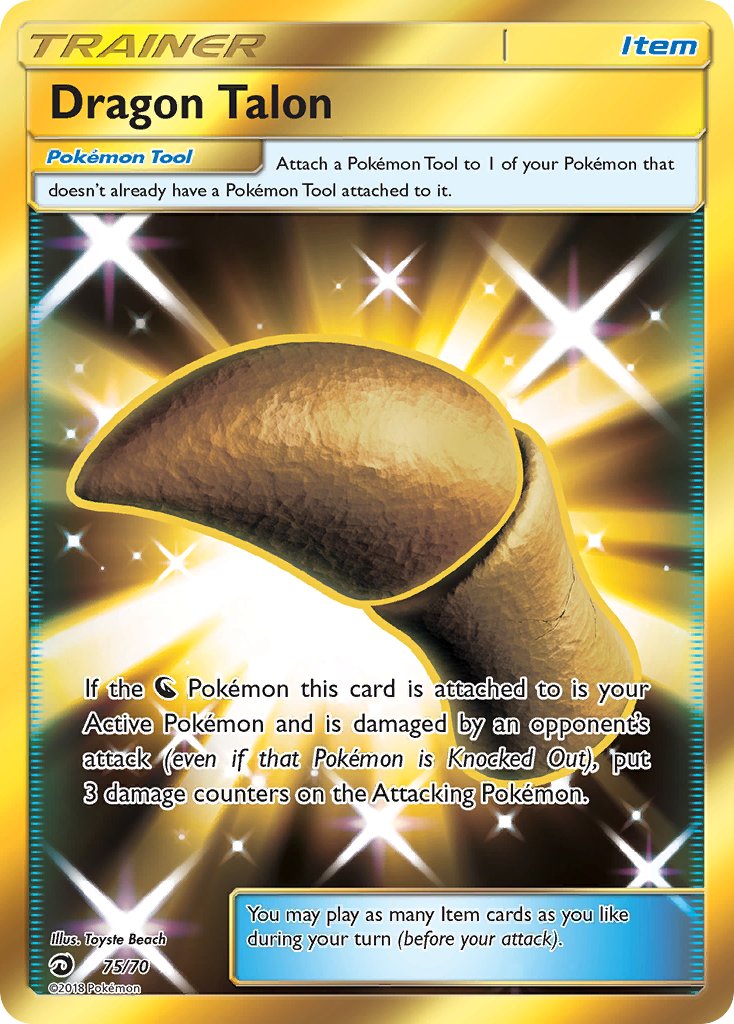 TRAINER
Item
Dragon Talon
Pokémon Tool
Attach a Pokémon Tool to 1 of your Pokémon that
doesn't already have a Pokémon Tool attached to it.
If the Pokémon this card is attached to is your
Active Pokémon and is damaged by an opponent's
attack (even if that Pokémon is Knocked Out), put
3 damage counters on the Attacking Pokémon.
You may play as many Item cards as you like
during your turn (before your attack).
Illus. Toyste Beach
75/70
©2018 Pokémon